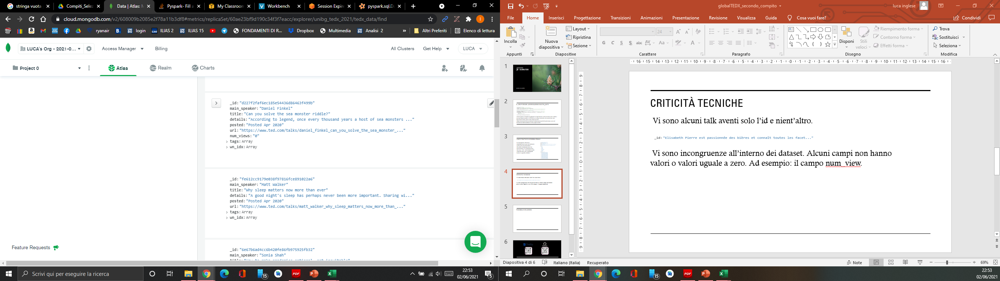 stringa vuota
Compiti_Selez
Data | Atlas: M
Pyspark- Fill a
My Classroom
Workbench
Session Expire
pyspark.sql.Da
cloud.mongodb.com/v2/608009b2085e2f78a11b3df8#metrics/replicaSet/60ae23bf9d190c34f3f7eacc/explorer/unibg_tedx_2021/tedx_data/find
ryanair
login
ILIAS 2
ILIAS 15
FONDAMENTI DI R...
Dropbox
Multimedia
Analisi 2
»
Altri Preferiti
Elenco di lettura
LUCA's Org - 2021-0...
Access Manager
Billing
All Clusters
Get Help
LUCA
Project 0
Atlas
Realm
Charts
_id: "d227f2faf6ec185e54436d86463f499b"
main_speaker: "Daniel Finkel"
title: "Can you solve the sea monster riddle?"
details: "According to legend, once every thousand years a host of sea monsters ..."
posted: "Posted Apr 2020"
url: "https://www.ted.com/talks/daniel_finkel_can_you_solve_the_sea_monster_..."
num_views: "0"
tags: Array
wn_idx: Array
_id: "fe612cc9179e038f97816fce891022a6"
main_speaker: "Matt Walker"
title: "Why sleep matters now more than ever"
details: "A good night's sleep has perhaps never been more important. Sharing wi..."
posted: "Posted Apr 2020"
url: "https://www.ted.com/talks/matt_walker_why_sleep_matters_now_more_than_..."
tags: Array
wn_idx: Array
_id: "6e67b6ad4cc6b420fe86fb975925fb32"
main_speaker: "Sonia Shah"
Feature Requests
Scrivi qui per eseguire la ricerca
15
22:53
02/06/2021
5
globalTEDX_secondo_compito
luca inglese
File
Home
Inserisci
Progettazione
Transizioni
Animazioni
Presentazione
Revisione
Visualizza
Guida
Cosa vuoi fare?
Condividi
Incolla
Nuova
diapositiva
Layout
Ripristina
Sezione
24
G C S S abc AV Aa A
Disponi
Stili
veloci
Riempimento forma
Contorno forma
Effetti forma
Trova
Sostituisci
Seleziona
Appunti
Diapositive
Carattere
Paragrafo
Disegno
Modifica
1
2
3
4
5
6
CRITICITÀ TECNICHE
Vi sono alcuni talk aventi solo l'id e nient'altro.
_id: "Elisabeth Pierre est passionnée des bières et connaît toutes les facet..."
Vi sono incongruenze all'interno dei dataset. Alcuni campi non hanno
valori o valori uguale a zero. Ad esempio: il campo num_view.
Diapositiva 4 di 6
Italiano (Italia)
Recuperato
Note
69%
15
22:53
02/06/2021